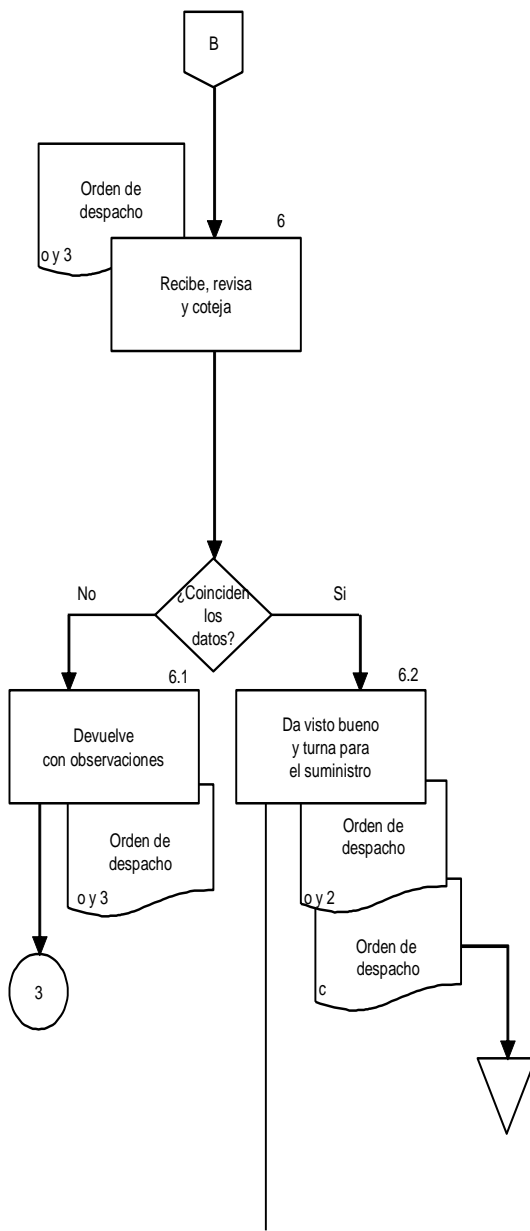 B
Orden de
despacho
o y 3
6
Recibe, revisa
y coteja
¿Coinciden
los
datos?
No
Si
6.1
Devuelve
con observaciones
Orden de
despacho
o y 3
3
6.2
Da visto bueno
y turna para
el suministro
Orden de
despacho
o y 2
Orden de
despacho
c